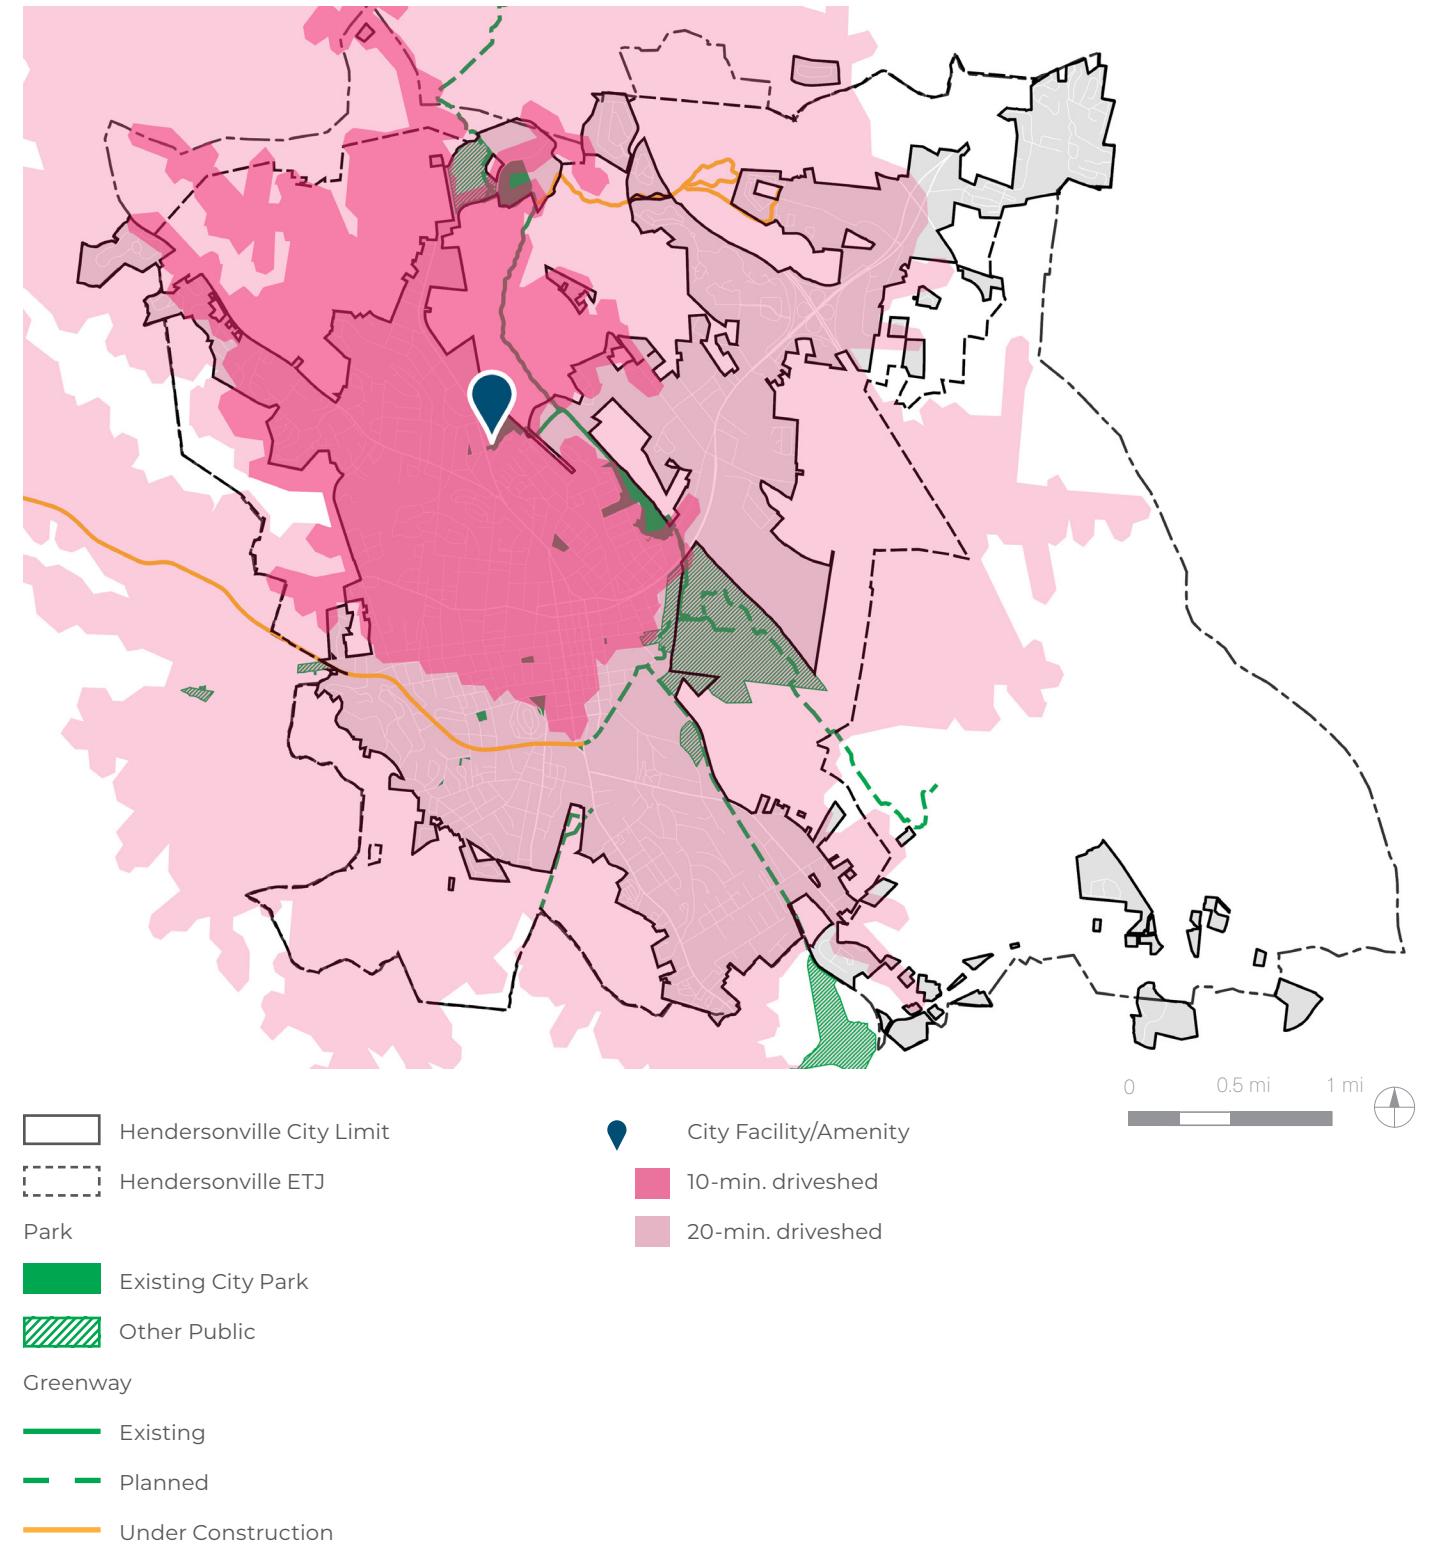 0 0.5 mi 1 mi
Hendersonville City Limit
Hendersonville ETJ
Park
Existing City Park
Other Public
Greenway
Existing
Planned
Under Construction
City Facility/Amenity
10-min. driveshed
20-min. driveshed